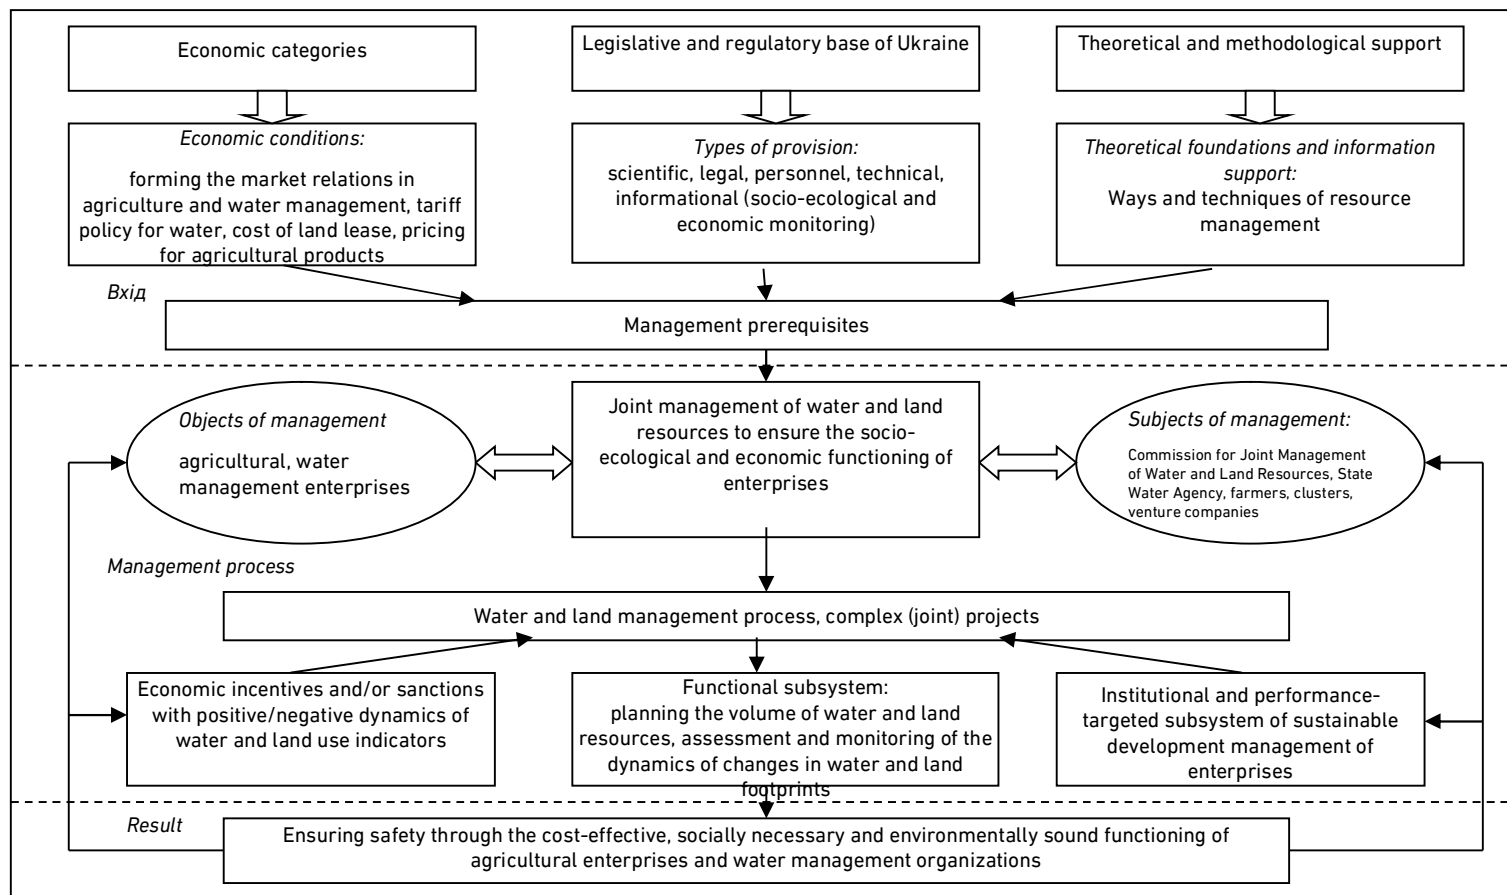 Economic categories
Legislative and regulatory base of Ukraine
Theoretical and methodological support
Economic conditions:
forming the market relations in
agriculture and water management, tariff
policy for water, cost of land lease, pricing
for agricultural products
Types of provision:
scientific, legal, personnel, technical,
informational (socio-ecological and
economic monitoring)
Theoretical foundations and information
support:
Ways and techniques of resource
management
Вхід
Management prerequisites
Objects of management
agricultural, water
management enterprises
Joint management of water and land
resources to ensure the socio-
ecological and economic functioning of
enterprises
Subjects of management:
Commission for Joint Management
of Water and Land Resources, State
Water Agency, farmers, clusters,
venture companies
Management process
Water and land management process, complex (joint) projects
Economic incentives and/or sanctions
with positive/negative dynamics of
water and land use indicators
Functional subsystem:
planning the volume of water and land
resources, assessment and monitoring of the
dynamics of changes in water and land
footprints
Institutional and performance-
targeted subsystem of sustainable
development management of
enterprises
Result
Ensuring safety through the cost-effective, socially necessary and environmentally sound functioning of
agricultural enterprises and water management organizations